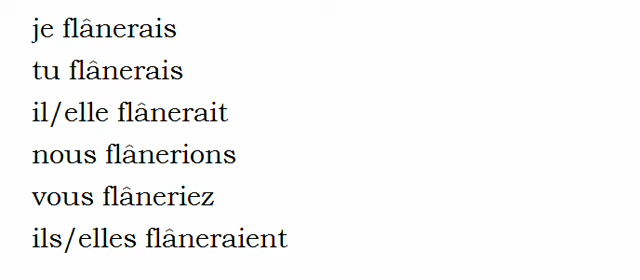 je flânerais
tu flânerais
il/elle flânerait
nous flânerions
vous flâneriez
ils/elles flâneraient